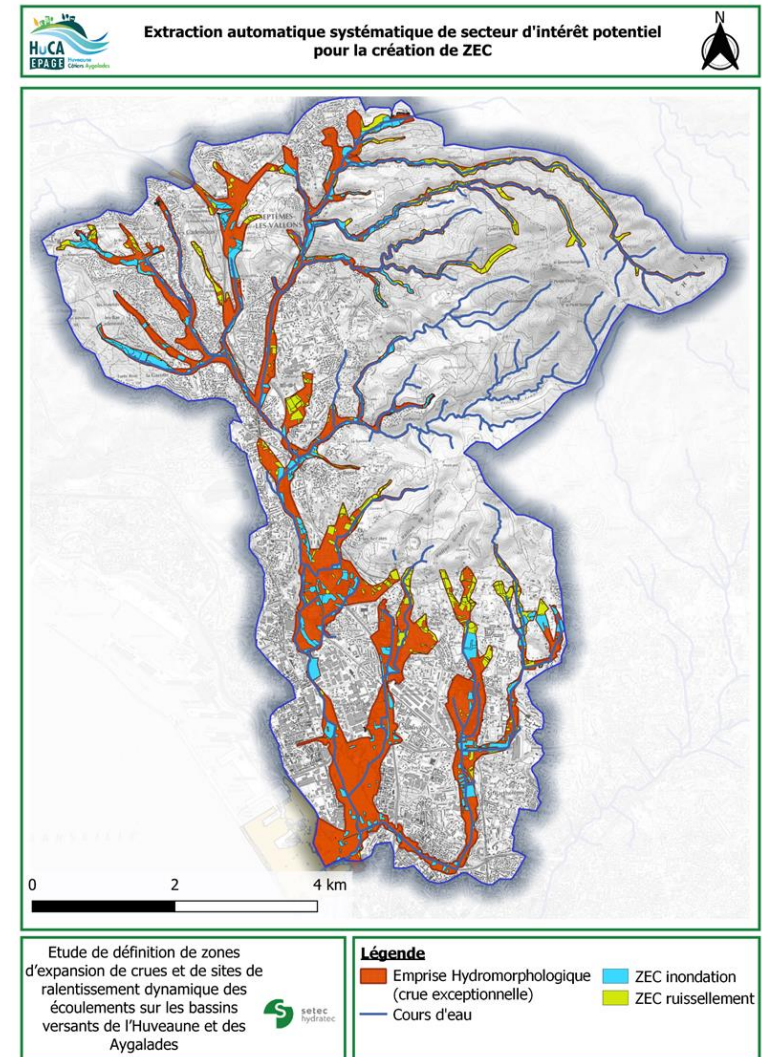 Extraction automatique systématique de secteur d'intérêt potentiel
pour la création de ZEC
N
HuCA
EPAGE
Huveaune
Côtiers Aygalades
SEPTÈMES-
LES-VALLONS
0
2
4 km
Etude de définition de zones
d'expansion de crues et de sites de
ralentissement dynamique des
écoulements sur les bassins
versants de l'Huveaune et des
Aygalades
setec
hydratec
Légende
Emprise Hydromorphologique
(crue exceptionnelle)
Cours d'eau
ZEC inondation
ZEC ruissellement